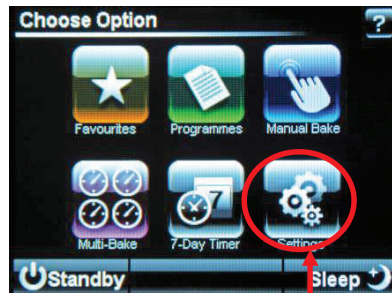 Choose Option ?
Favourites Programmes Manual Bake
7
Multi-Bake 7-Day Timer Settings
Standby Sleep